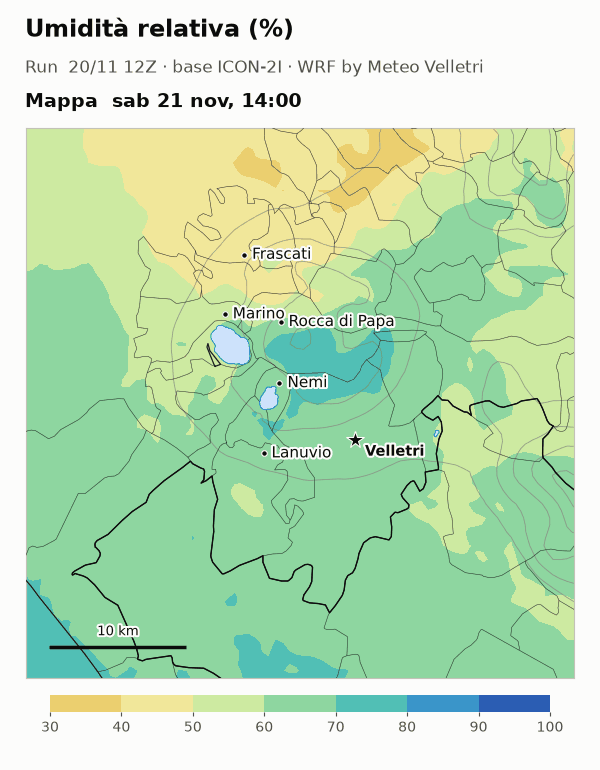 Umidità relativa (%)
Run  20/11 12Z · base ICON-2I · WRF by Meteo Velletri
Mappa  sab 21 nov, 14:00
Frascati
Marino
Rocca di Papa
Nemi
Velletri
Lanuvio
10 km
30 40 50 60 70 80 90 100